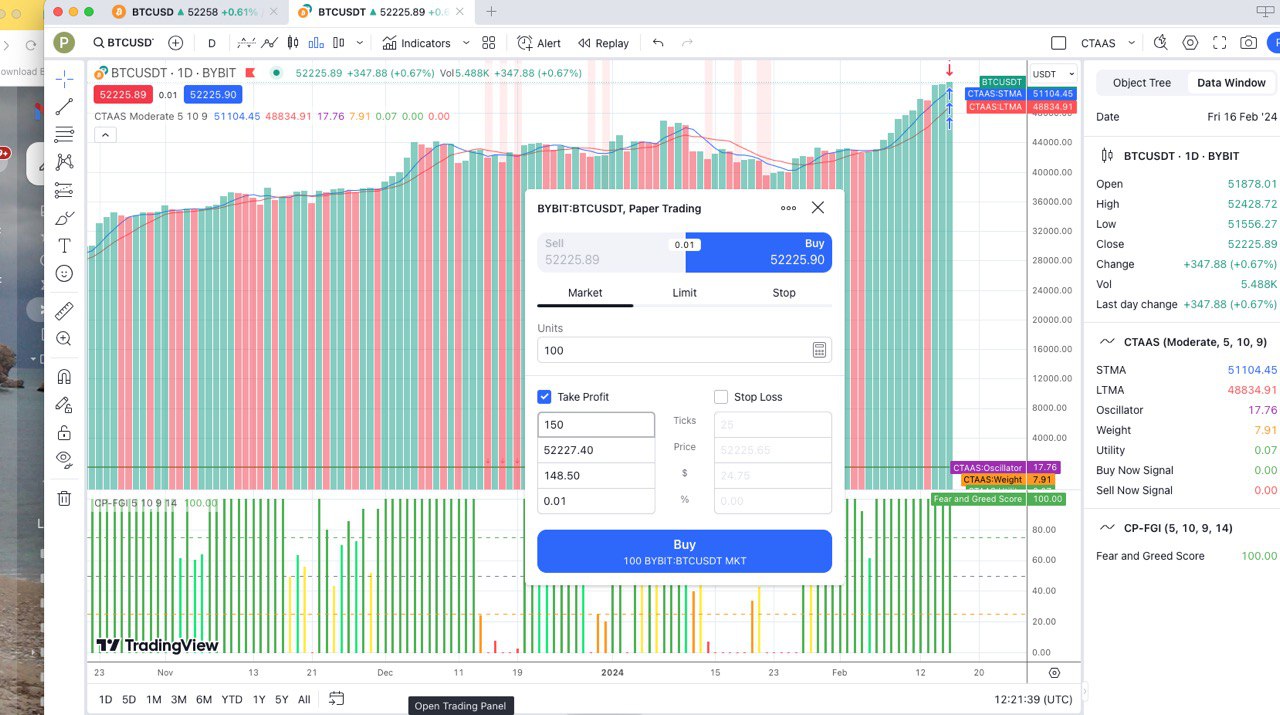 BTCUSD ▲ 52258 +0.61%
BTCUSDT ▲ 52225.89 +0.6
P
BTCUSDT
D
Indicators
Alert
Replay
CTAAS
ownload
9+
BTCUSDT · 1D · BYBIT
52225.89 +347.88 (+0.67%) Vol5.488K +347.88 (+0.67%)
52225.89 0.01 52225.90
CTAAS Moderate 5 10 9 51104.45 48834.91 17.76 7.91 0.07 0.00 0.00
USDT
BTCUSDT
CTAAS:STMA 51104.45
CTAAS:LTMA 48834.91
44000.00
40000.00
36000.00
32000.00
28000.00
24000.00
20000.00
16000.00
12000.00
8000.00
4000.00
CTAAS:Oscillator 17.76
CTAAS:Weight 7.91
Fear and Greed Score 100.00
CP-FGI 5 10 9 14 100.00
80.00
60.00
40.00
20.00
0.00
TradingView
23 Nov 13 21 Dec 11 19 2024 15 23 Feb 12 20
1D 5D 1M 3M 6M YTD 1Y 5Y All
12:21:39 (UTC)
Open Trading Panel
BYBIT:BTCUSDT, Paper Trading
Sell 0.01 Buy
52225.89 52225.90
Market Limit Stop
Units
100
Take Profit Stop Loss
150 Ticks 25
52227.40 Price 52225.65
148.50 $ 24.75
0.01 % 0.00
Buy
100 BYBIT:BTCUSDT MKT
Object Tree Data Window
Date Fri 16 Feb '24
BTCUSDT · 1D · BYBIT
Open 51878.01
High 52428.72
Low 51556.27
Close 52225.89
Change +347.88 (+0.67%)
Vol 5.488K
Last day change +347.88 (+0.67%)
CTAAS (Moderate, 5, 10, 9)
STMA 51104.45
LTMA 48834.91
Oscillator 17.76
Weight 7.91
Utility 0.07
Buy Now Signal 0.00
Sell Now Signal 0.00
CP-FGI (5, 10, 9, 14)
Fear and Greed Score 100.00